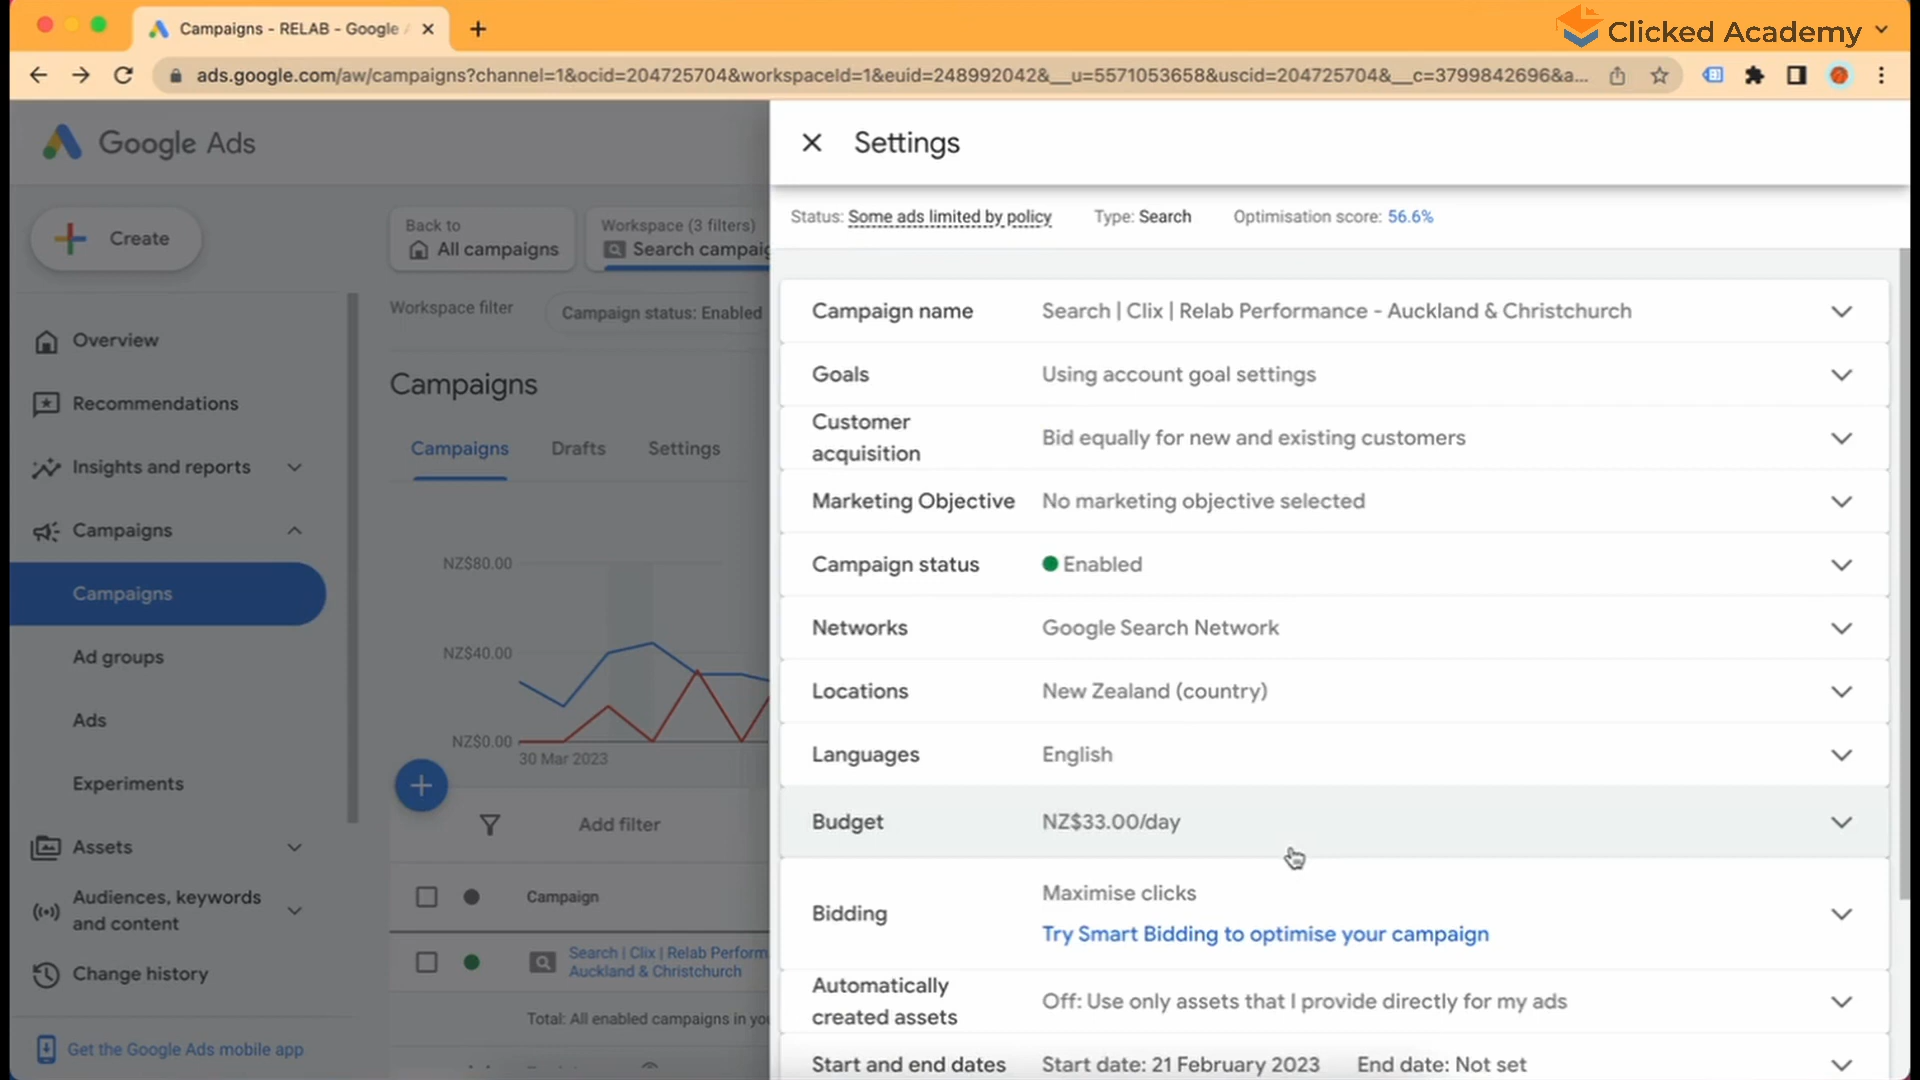 Campaigns - RELAB - Google
Clicked Academy
ads.google.com/aw/campaigns?channel=1&ocid=204725704&workspaceId=1&euid=248992042&__u=5571053658&uscid=204725704&__c=3799842696&a...
Google Ads
Settings
Status: Some ads limited by policy Type: Search Optimisation score: 56.6%
Create
Back to
All campaigns
Workspace (3 filters)
Search campaig
Workspace filter
Campaign status: Enabled
Overview
Recommendations
Insights and reports
Campaigns
Campaigns
Ad groups
Ads
Experiments
Assets
Audiences, keywords
and content
Change history
Get the Google Ads mobile app
Campaigns
Campaigns Drafts Settings
NZ$80.00
NZ$40.00
NZ$0.00
30 Mar 2023
Add filter
Campaign
Search | Clix | Relab Perform
Auckland & Christchurch
Total: All enabled campaigns in you
Campaign name Search | Clix | Relab Performance - Auckland & Christchurch
Goals Using account goal settings
Customer
acquisition
Bid equally for new and existing customers
Marketing Objective No marketing objective selected
Campaign status Enabled
Networks Google Search Network
Locations New Zealand (country)
Languages English
Budget NZ$33.00/day
Bidding
Maximise clicks
Try Smart Bidding to optimise your campaign
Automatically
created assets
Off: Use only assets that I provide directly for my ads
Start and end dates Start date: 21 February 2023 End date: Not set